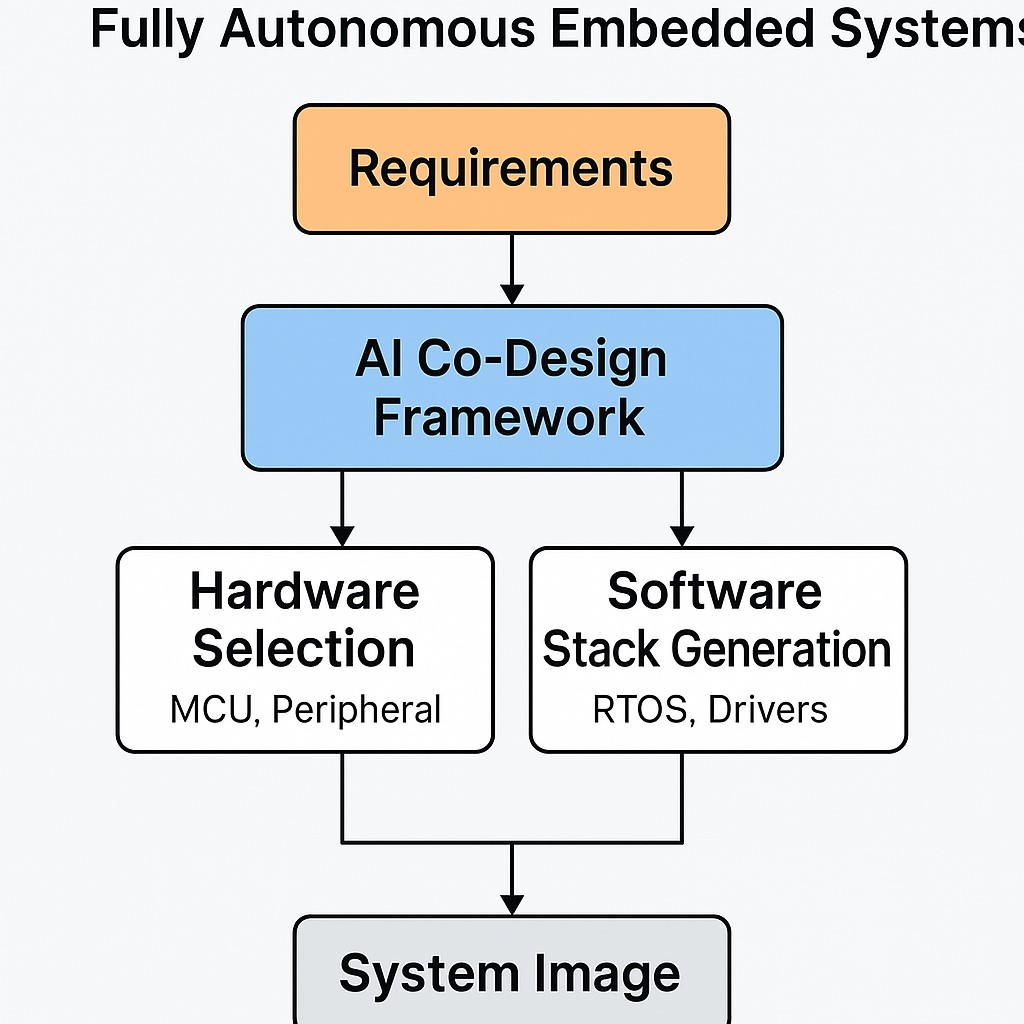 Fully Autonomous Embedded Systems
Requirements
AI Co-Design
Framework
Hardware
Selection
MCU, Peripheral
Software
Stack Generation
RTOS, Drivers
System Image